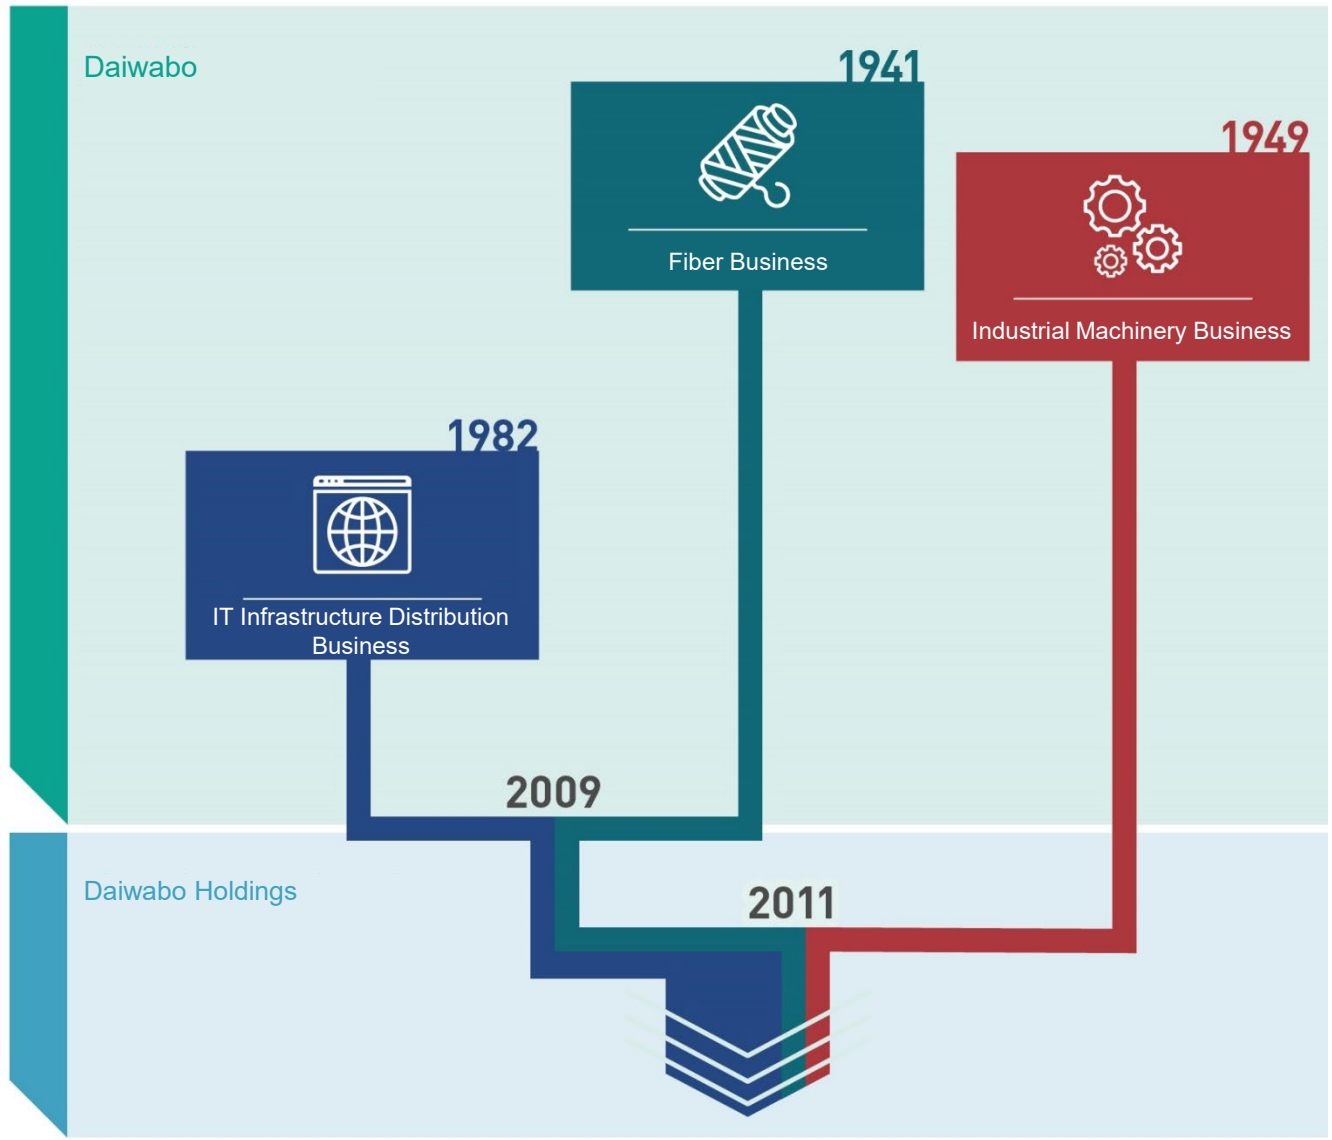 Daiwabo
1941
Fiber Business
1949
Industrial Machinery Business
1982
IT Infrastructure Distribution
Business
2009
Daiwabo Holdings
2011